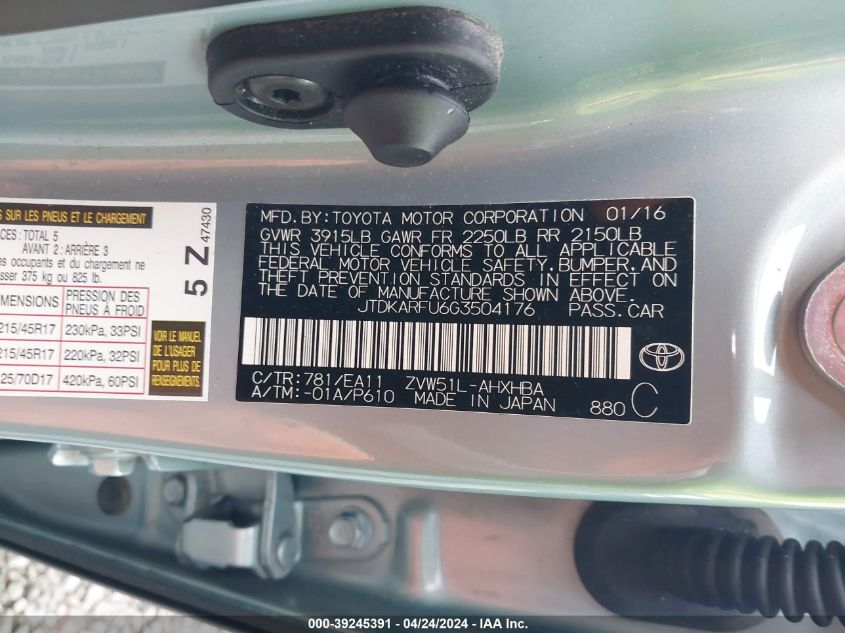 S SUR LES PNEUS ET LE CHARGEMENT
ACES: TOTAL 5
AVANT 2: ARRIÈRE 3
es occupants et du chargement ne
sser 375 kg ou 825 lb.
MENSIONS PRESSION DES PNEUS À FROID
215/45R17 230kPa, 33PSI
215/45R17 220kPa, 32PSI
25/70D17 420kPa, 60PSI
VOIR LE MANUEL
DE L'USAGER
POUR PLUS DE
RENSEIGNEMENTS
5 Z 47430
MFD. BY: TOYOTA MOTOR CORPORATION 01/16
GVWR 3915LB GAWR FR 2250LB RR 2150LB
THIS VEHICLE CONFORMS TO ALL APPLICABLE
FEDERAL MOTOR VEHICLE SAFETY, BUMPER, AND
THEFT PREVENTION STANDARDS IN EFFECT ON
THE DATE OF MANUFACTURE SHOWN ABOVE.
JTDKARFU6G3504176 PASS. CAR
C/TR: 781/EA11 ZVW51L-AHXHBA
A/TM: -01A/P610 MADE IN JAPAN 880 C
000-39245391 - 04/24/2024 - IAAI.com